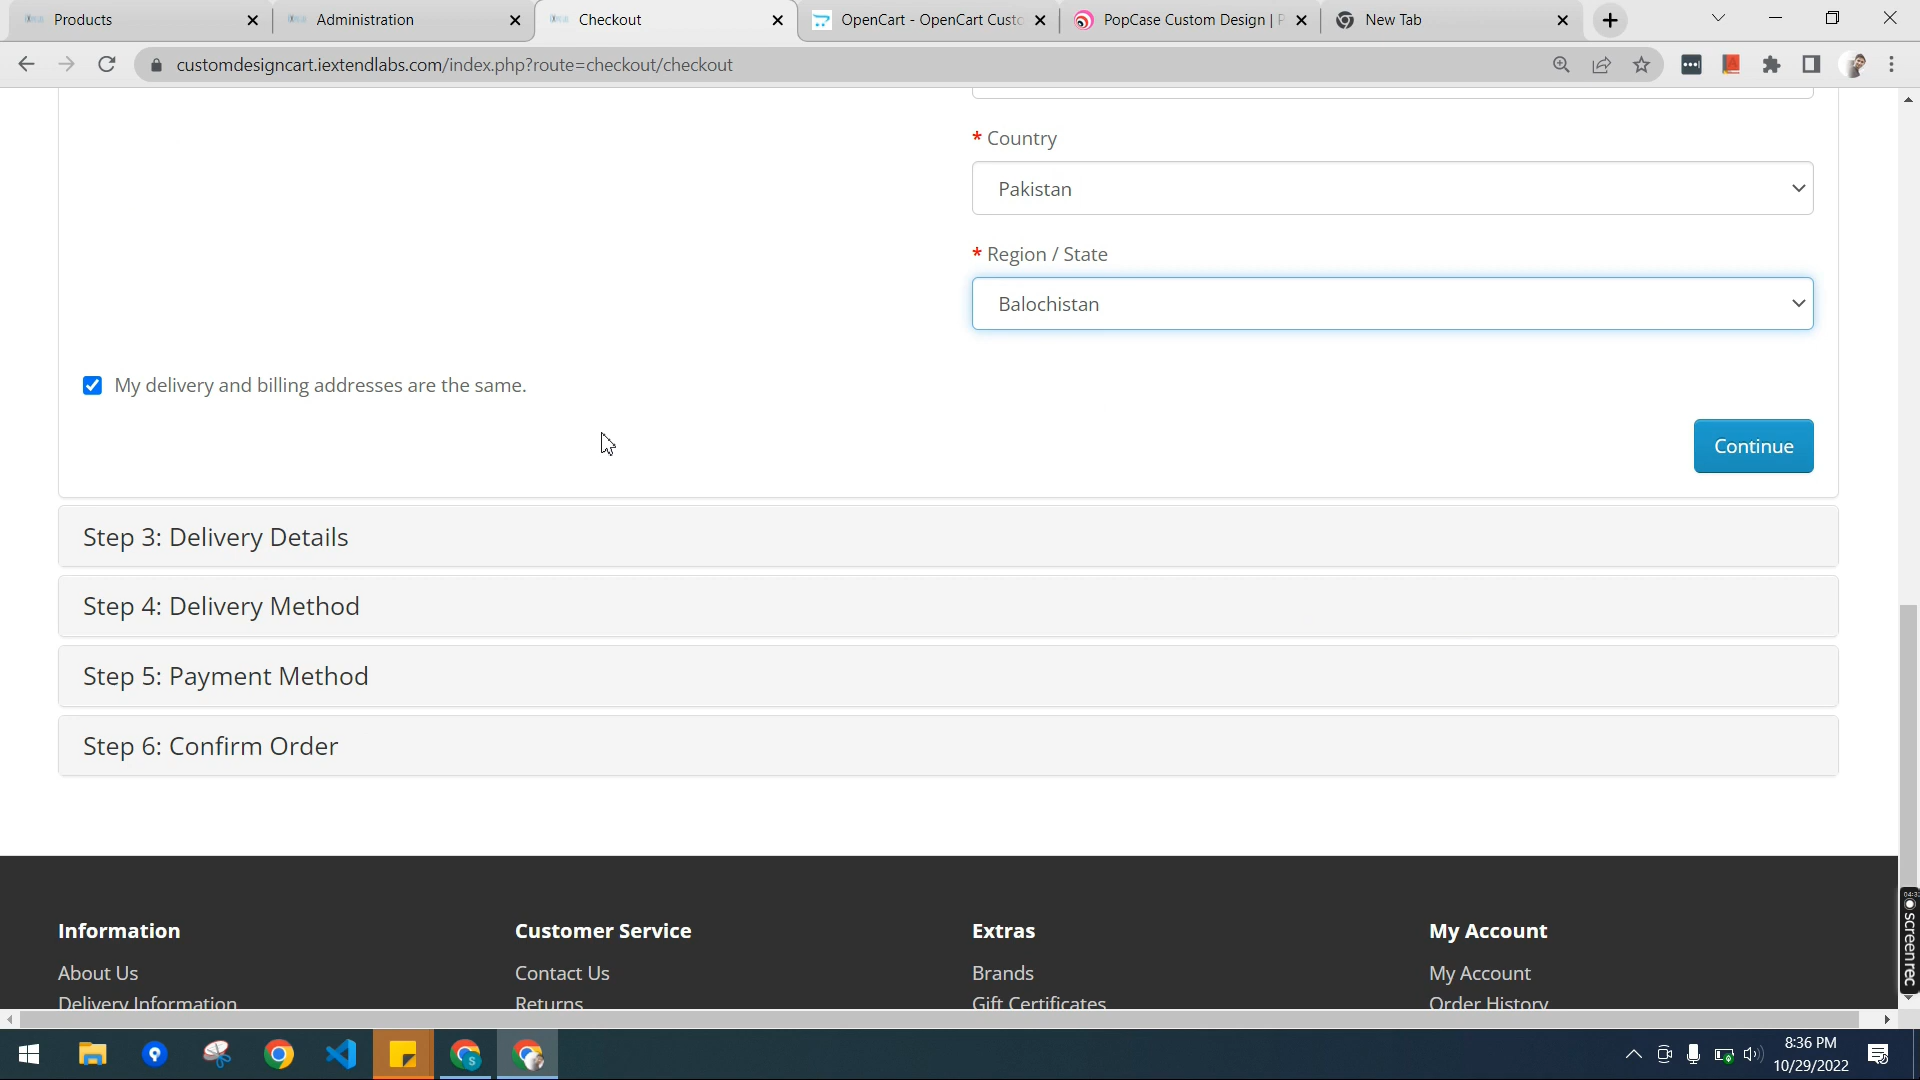 Products
Administration
Checkout
OpenCart - OpenCart Custo
PopCase Custom Design | P
New Tab
customdesigncart.iextendlabs.com/index.php?route=checkout/checkout
* Country
Pakistan
* Region / State
Balochistan
My delivery and billing addresses are the same.
Continue
Step 3: Delivery Details
Step 4: Delivery Method
Step 5: Payment Method
Step 6: Confirm Order
Information
Customer Service
Extras
My Account
About Us
Contact Us
Brands
My Account
Delivery Information
Returns
Gift Certificates
Order History
screenrec
8:36 PM
10/29/2022